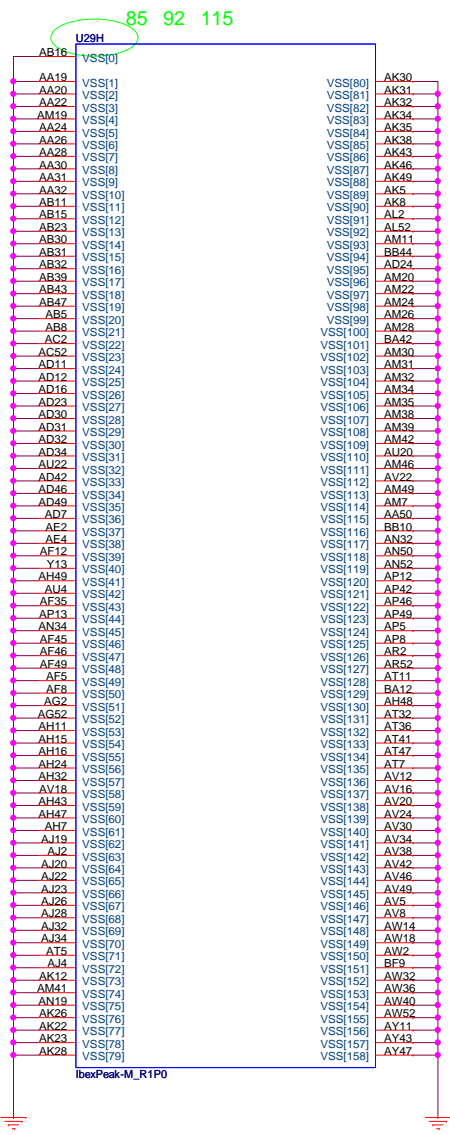 85 92 115
U29H
AB16 VSS[0]
AA19 VSS[1] VSS[80] AK30
AA20 VSS[2] VSS[81] AK31
AA22 VSS[3] VSS[82] AK32
AM19 VSS[4] VSS[83] AK34
AA24 VSS[5] VSS[84] AK35
AA26 VSS[6] VSS[85] AK38
AA28 VSS[7] VSS[86] AK43
AA30 VSS[8] VSS[87] AK46
AA31 VSS[9] VSS[88] AK49
AA32 VSS[10] VSS[89] AK5
AB11 VSS[11] VSS[90] AK8
AB15 VSS[12] VSS[91] AL2
AB23 VSS[13] VSS[92] AL52
AB30 VSS[14] VSS[93] AM11
AB31 VSS[15] VSS[94] BB44
AB32 VSS[16] VSS[95] AD24
AB39 VSS[17] VSS[96] AM20
AB43 VSS[18] VSS[97] AM22
AB47 VSS[19] VSS[98] AM24
AB5 VSS[20] VSS[99] AM26
AB8 VSS[21] VSS[100] AM28
AC2 VSS[22] VSS[101] BA42
AC52 VSS[23] VSS[102] AM30
AD11 VSS[24] VSS[103] AM31
AD12 VSS[25] VSS[104] AM32
AD16 VSS[26] VSS[105] AM34
AD23 VSS[27] VSS[106] AM35
AD30 VSS[28] VSS[107] AM38
AD31 VSS[29] VSS[108] AM39
AD32 VSS[30] VSS[109] AM42
AD34 VSS[31] VSS[110] AU20
AU22 VSS[32] VSS[111] AM46
AD42 VSS[33] VSS[112] AV22
AD46 VSS[34] VSS[113] AM49
AD49 VSS[35] VSS[114] AM7
AD7 VSS[36] VSS[115] AA50
AE2 VSS[37] VSS[116] BB10
AE4 VSS[38] VSS[117] AN32
AF12 VSS[39] VSS[118] AN50
Y13 VSS[40] VSS[119] AN52
AH49 VSS[41] VSS[120] AP12
AU4 VSS[42] VSS[121] AP42
AF35 VSS[43] VSS[122] AP46
AP13 VSS[44] VSS[123] AP49
AN34 VSS[45] VSS[124] AP5
AF45 VSS[46] VSS[125] AP8
AF46 VSS[47] VSS[126] AR2
AF49 VSS[48] VSS[127] AR52
AF5 VSS[49] VSS[128] AT11
AF8 VSS[50] VSS[129] BA12
AG2 VSS[51] VSS[130] AH48
AG52 VSS[52] VSS[131] AT32
AH11 VSS[53] VSS[132] AT36
AH15 VSS[54] VSS[133] AT41
AH16 VSS[55] VSS[134] AT47
AH24 VSS[56] VSS[135] AT7
AH32 VSS[57] VSS[136] AV12
AV18 VSS[58] VSS[137] AV16
AH43 VSS[59] VSS[138] AV20
AH47 VSS[60] VSS[139] AV24
AH7 VSS[61] VSS[140] AV30
AJ19 VSS[62] VSS[141] AV34
AJ2 VSS[63] VSS[142] AV38
AJ20 VSS[64] VSS[143] AV42
AJ22 VSS[65] VSS[144] AV46
AJ23 VSS[66] VSS[145] AV49
AJ26 VSS[67] VSS[146] AV5
AJ28 VSS[68] VSS[147] AV8
AJ32 VSS[69] VSS[148] AW14
AJ34 VSS[70] VSS[149] AW18
AT5 VSS[71] VSS[150] AW2
AJ4 VSS[72] VSS[151] BF9
AK12 VSS[73] VSS[152] AW32
AM41 VSS[74] VSS[153] AW36
AN19 VSS[75] VSS[154] AW40
AK26 VSS[76] VSS[155] AW52
AK22 VSS[77] VSS[156] AY11
AK23 VSS[78] VSS[157] AY43
AK28 VSS[79] VSS[158] AY47
IbexPeak-M_R1P0